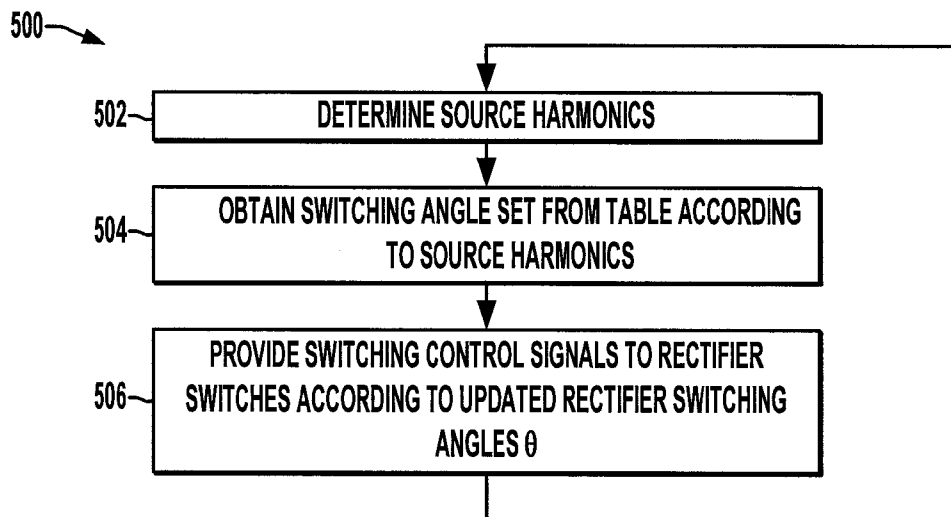 500
502
DETERMINE SOURCE HARMONICS
504
OBTAIN SWITCHING ANGLE SET FROM TABLE ACCORDING
TO SOURCE HARMONICS
506
PROVIDE SWITCHING CONTROL SIGNALS TO RECTIFIER
SWITCHES ACCORDING TO UPDATED RECTIFIER SWITCHING
ANGLES θ